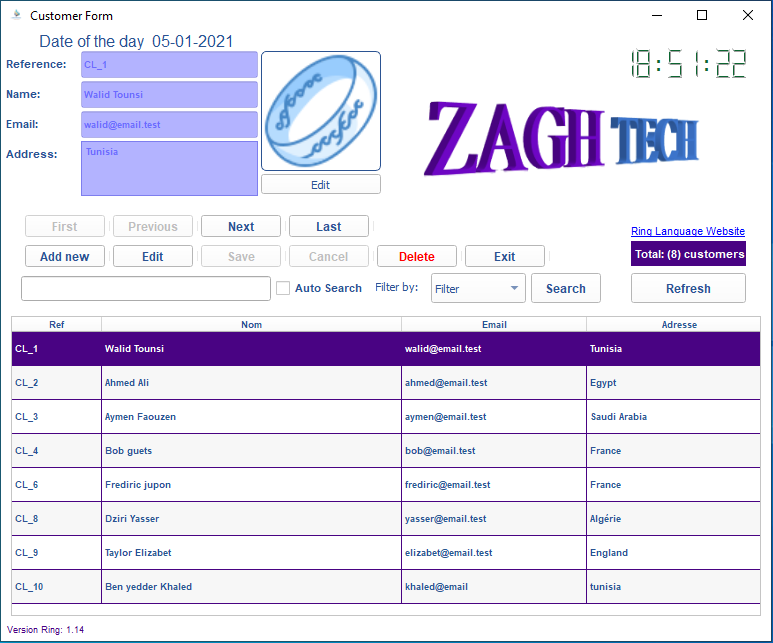 Customer Form
Date of the day 05-01-2021
18:51:22
Reference: CL_1
Name: Walid Tounsi
Email: walid@email.test
Address: Tunisia
ZAGH TECH
Edit
First Previous Next Last
Ring Language Website
Add new Edit Save Cancel Delete Exit
Total: (8) customers
Auto Search Filter by: Filter Search Refresh
Ref Nom Email Adresse
CL_1 Walid Tounsi walid@email.test Tunisia
CL_2 Ahmed Ali ahmed@email.test Egypt
CL_3 Aymen Faouzen aymen@email.test Saudi Arabia
CL_4 Bob guets bob@email.test France
CL_6 Frediric jupon frediric@email.test France
CL_8 Dziri Yasser yasser@email.test Algérie
CL_9 Taylor Elizabet elizabet@email.test England
CL_10 Ben yedder Khaled khaled@email tunisia
Version Ring: 1.14